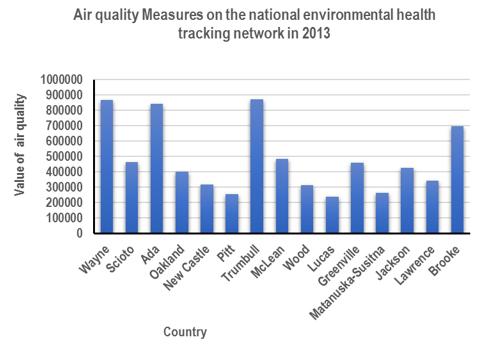 Air quality Measures on the national environmental health
tracking network in 2013
Value of air quality
1000000
900000
800000
700000
600000
500000
400000
300000
200000
100000
0
Wayne
Scioto
Ada
Oakland
New Castle
Pitt
Trumbull
McLean
Wood
Lucas
Greenville
Matanuska-Susitna
Jackson
Lawrence
Brooke
Country